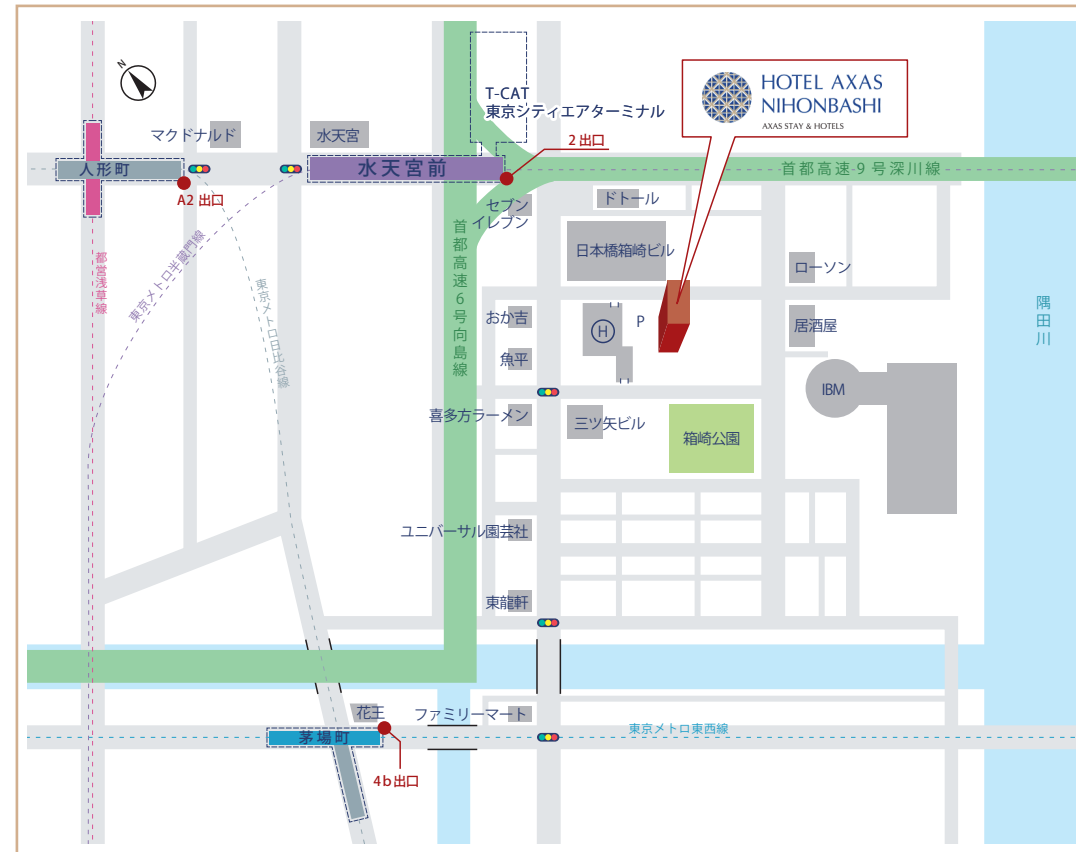 N
T-CAT
東京シティエアターミナル
HOTEL AXAS
NIHONBASHI
AXAS STAY & HOTELS
マクドナルド
水天宮
2 出口
人形町
水天宮前
首都高速 9 号深川線
A2 出口
セブン
イレブン
ドトール
首都高速6号向島線
日本橋箱崎ビル
ローソン
都営浅草線
東京メトロ半蔵門線
東京メトロ日比谷線
おか吉
H
P
居酒屋
隅田川
魚平
IBM
喜多方ラーメン
三ツ矢ビル
箱崎公園
ユニバーサル園芸社
東龍軒
花王
ファミリーマート
東京メトロ東西線
茅場町
4b出口